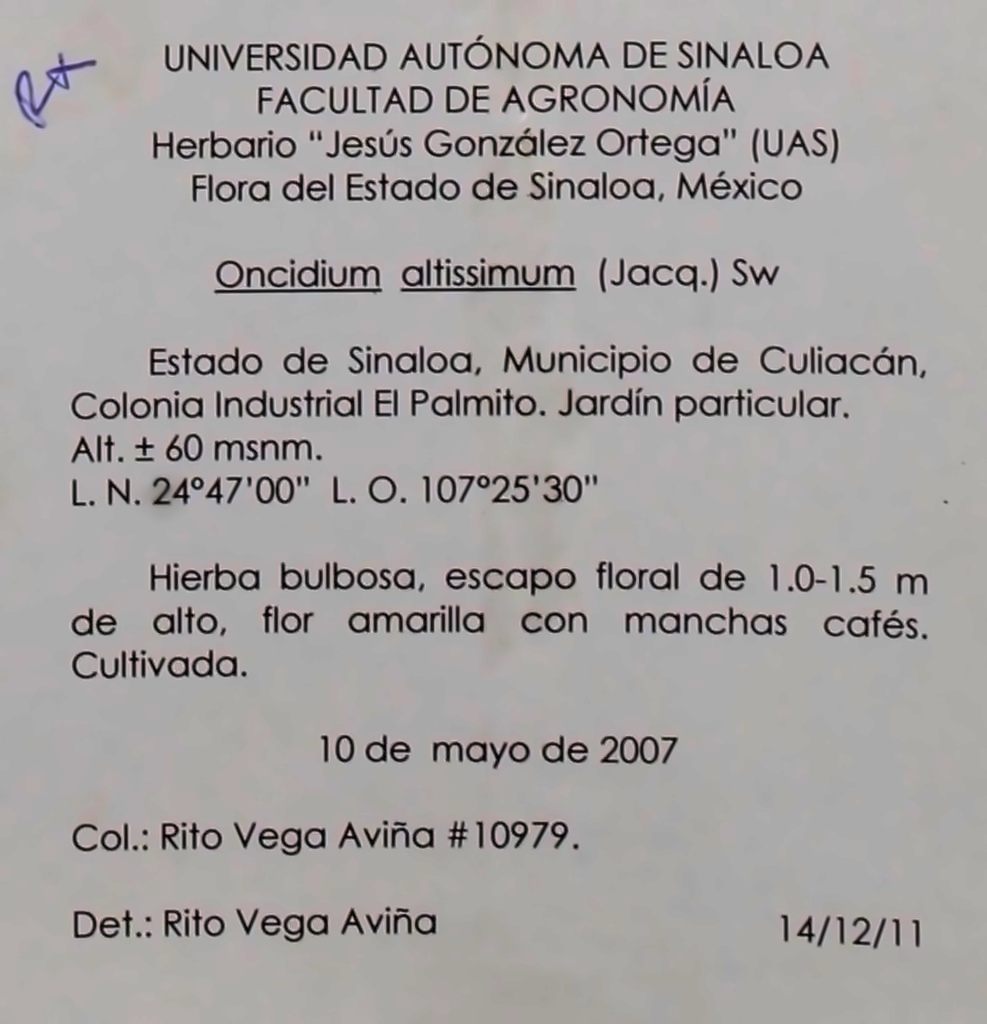 UNIVERSIDAD AUTÓNOMA DE SINALOA
FACULTAD DE AGRONOMÍA
Herbario "Jesús González Ortega" (UAS)
Flora del Estado de Sinaloa, México
Oncidium altissimum (Jacq.) Sw
Estado de Sinaloa, Municipio de Culiacán,
Colonia Industrial El Palmito. Jardín particular.
Alt. ± 60 msnm.
L. N. 24°47'00" L. O. 107°25'30"
Hierba bulbosa, escapo floral de 1.0-1.5 m
de alto, flor amarilla con manchas cafés.
Cultivada.
10 de mayo de 2007
Col.: Rito Vega Aviña #10979.
Det.: Rito Vega Aviña 14/12/11